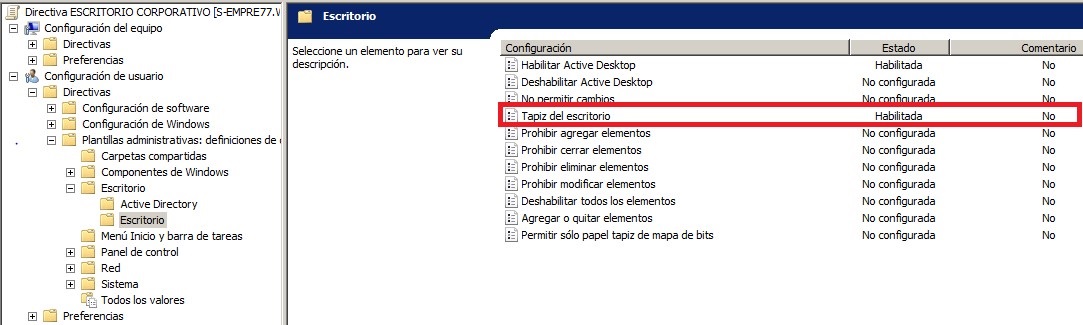 Directiva ESCRITORIO CORPORATIVO [S-EMPRE77.
Configuración del equipo
Directivas
Preferencias
Configuración de usuario
Directivas
Configuración de software
Configuración de Windows
Plantillas administrativas: definiciones de
Carpetas compartidas
Componentes de Windows
Escritorio
Active Directory
Escritorio
Menú Inicio y barra de tareas
Panel de control
Red
Sistema
Todos los valores
Preferencias
Escritorio
Seleccione un elemento para ver su
descripción.
Configuración Estado Comentario
Habilitar Active Desktop Habilitada No
Deshabilitar Active Desktop No configurada No
No permitir cambios No configurada No
Tapiz del escritorio Habilitada No
Prohibir agregar elementos No configurada No
Prohibir cerrar elementos No configurada No
Prohibir eliminar elementos No configurada No
Prohibir modificar elementos No configurada No
Deshabilitar todos los elementos No configurada No
Agregar o quitar elementos No configurada No
Permitir sólo papel tapiz de mapa de bits No configurada No